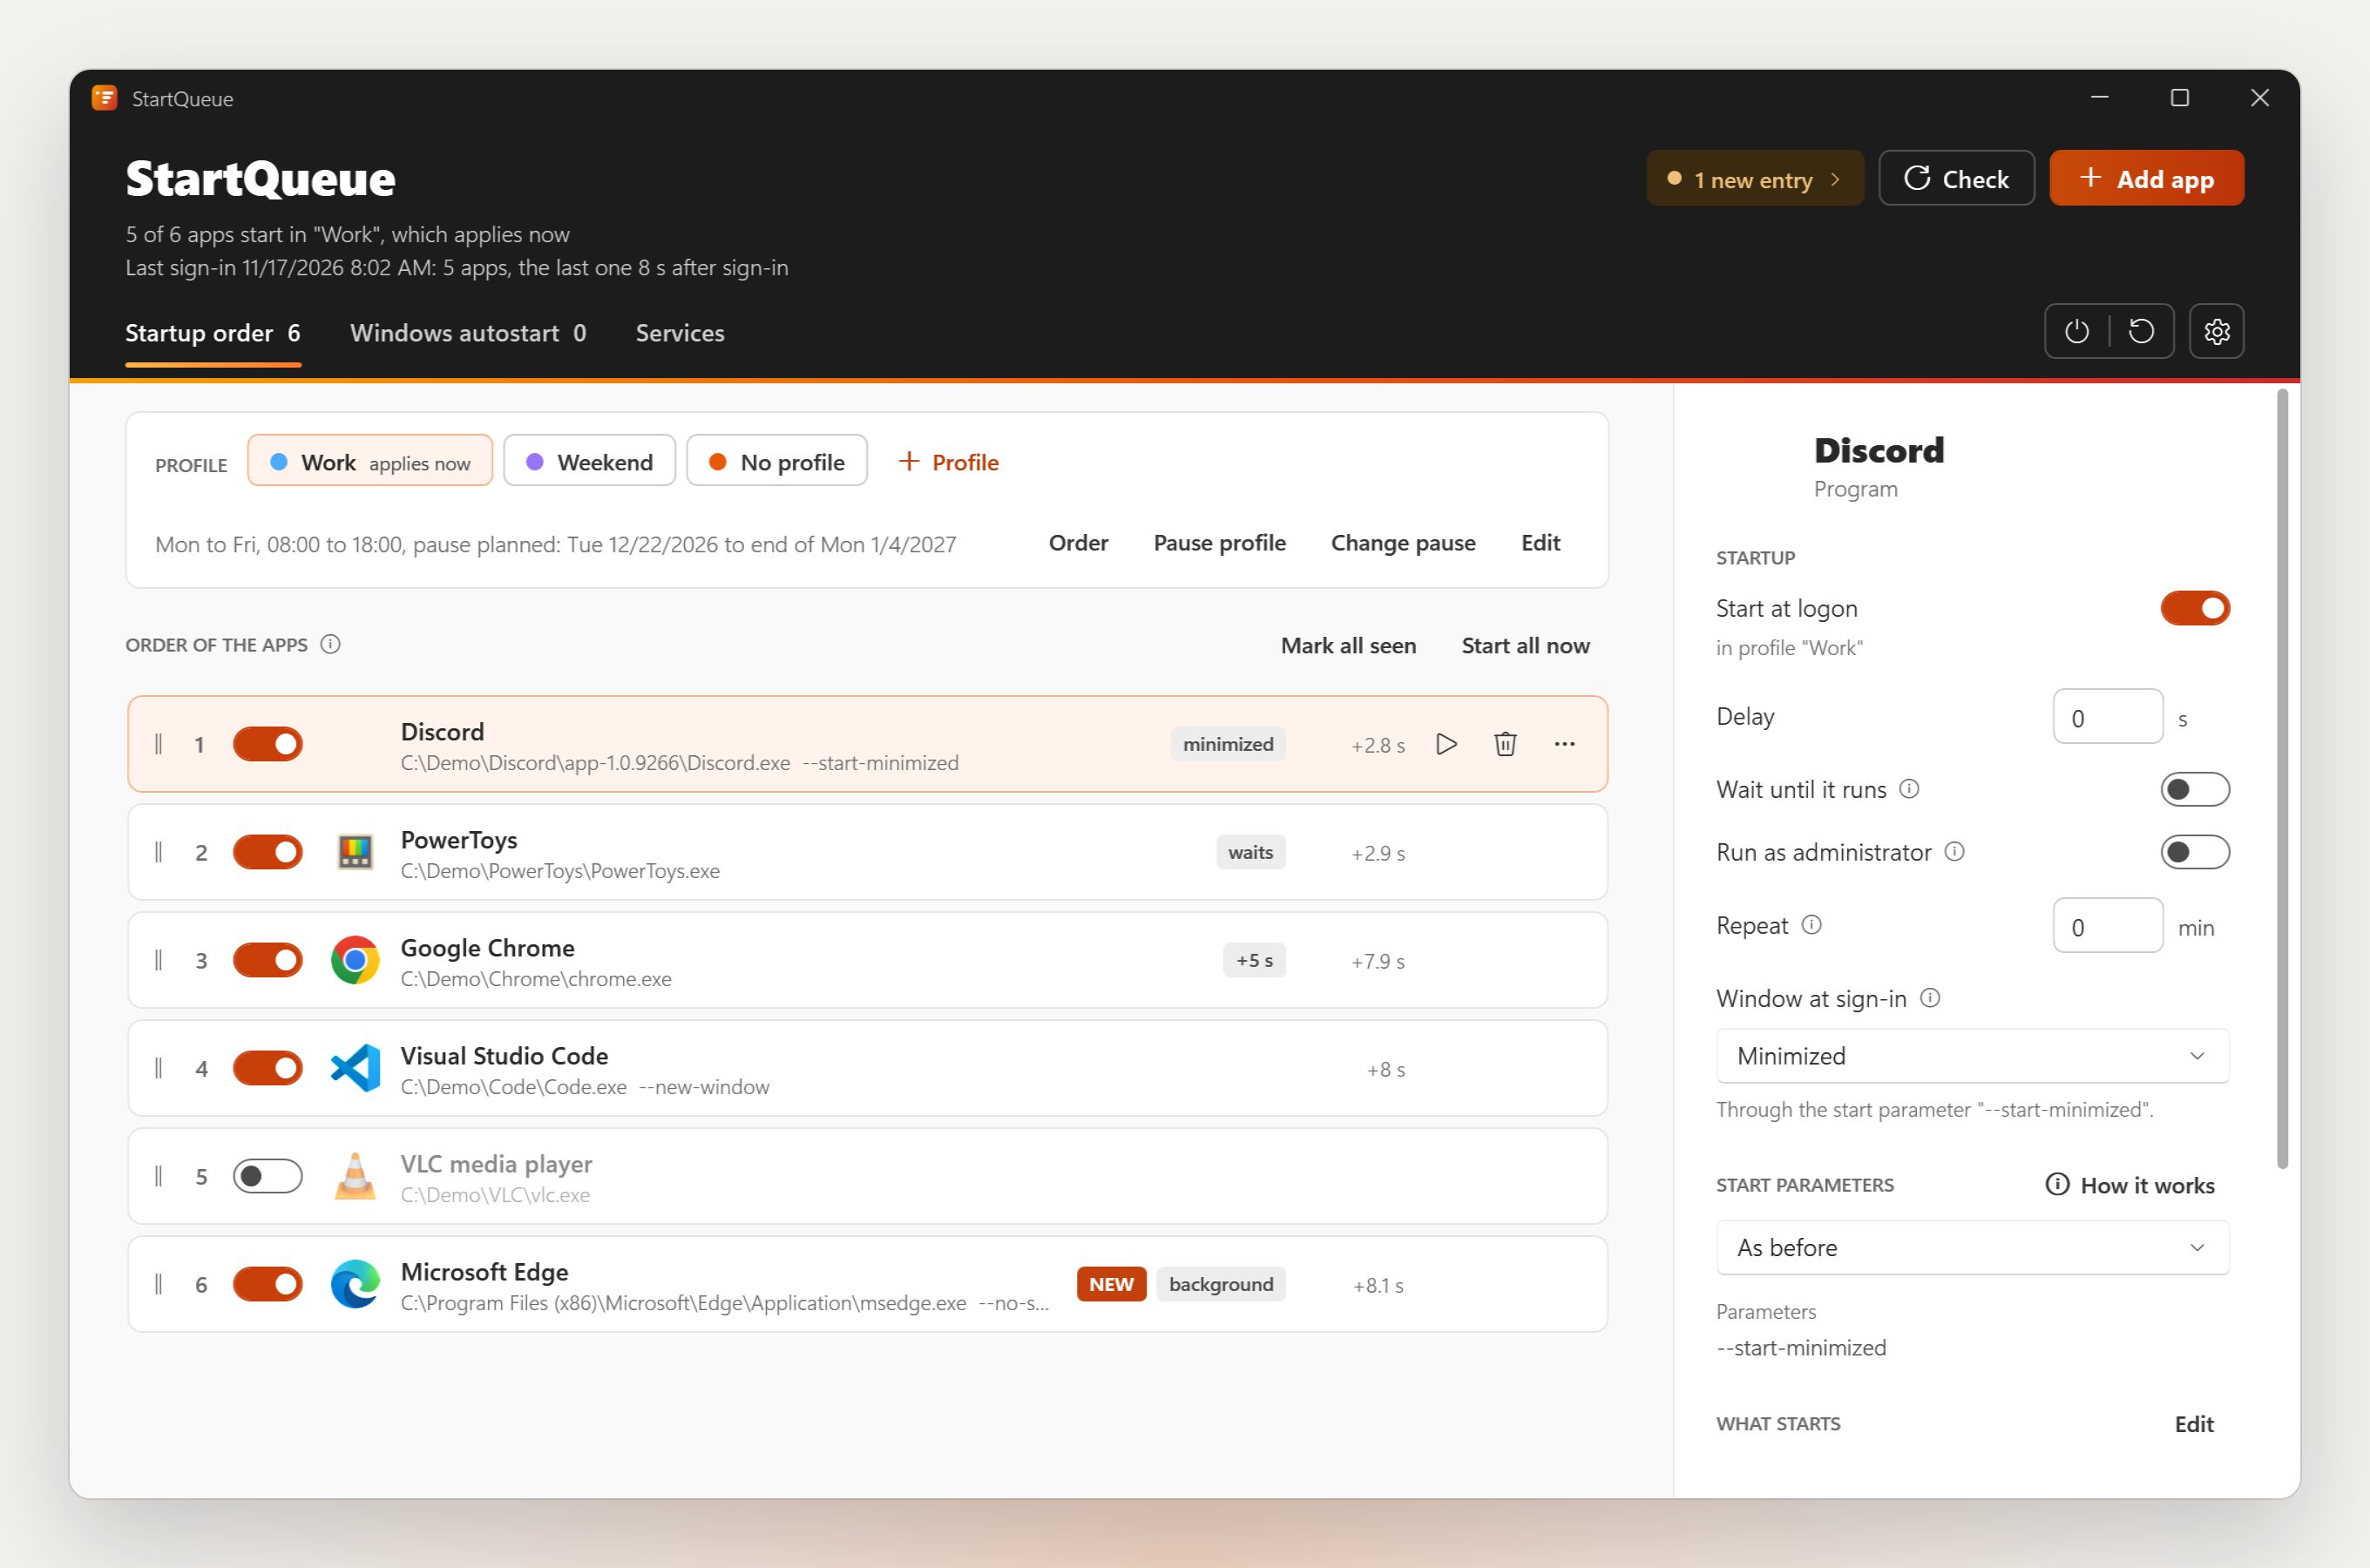 StartQueue
StartQueue
5 of 6 apps start in "Work", which applies now
Last sign-in 11/17/2026 8:02 AM: 5 apps, the last one 8 s after sign-in
1 new entry
Check
Add app
Startup order 6
Windows autostart 0
Services
PROFILE
Work applies now
Weekend
No profile
Profile
Mon to Fri, 08:00 to 18:00, pause planned: Tue 12/22/2026 to end of Mon 1/4/2027
Order
Pause profile
Change pause
Edit
ORDER OF THE APPS
Mark all seen
Start all now
1
Discord
C:\Demo\Discord\app-1.0.9266\Discord.exe --start-minimized
minimized
+2.8 s
2
PowerToys
C:\Demo\PowerToys\PowerToys.exe
waits
+2.9 s
3
Google Chrome
C:\Demo\Chrome\chrome.exe
+5 s
+7.9 s
4
Visual Studio Code
C:\Demo\Code\Code.exe --new-window
+8 s
5
VLC media player
C:\Demo\VLC\vlc.exe
6
Microsoft Edge
C:\Program Files (x86)\Microsoft\Edge\Application\msedge.exe --no-s...
NEW
background
+8.1 s
Discord
Program
STARTUP
Start at logon
in profile "Work"
Delay
0 s
Wait until it runs
Run as administrator
Repeat
0 min
Window at sign-in
Minimized
Through the start parameter "--start-minimized".
START PARAMETERS
How it works
As before
Parameters
--start-minimized
WHAT STARTS
Edit